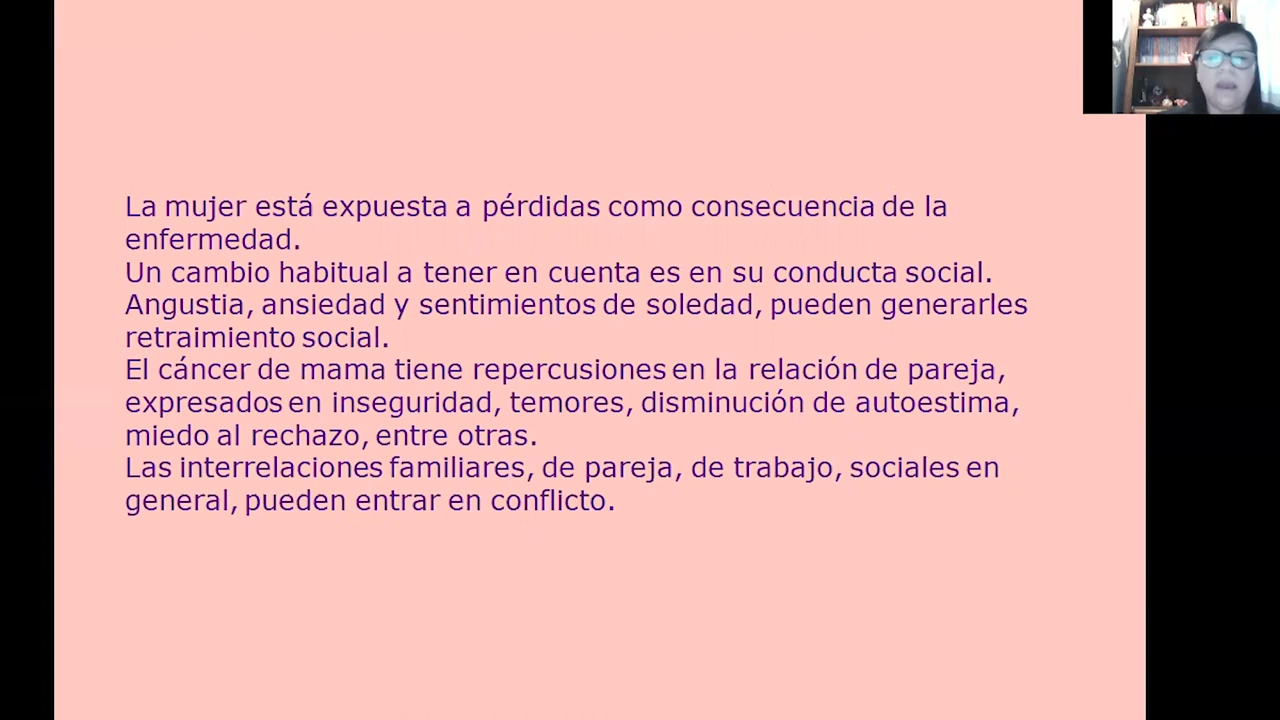 La mujer está expuesta a pérdidas como consecuencia de la
enfermedad.
Un cambio habitual a tener en cuenta es en su conducta social.
Angustia, ansiedad y sentimientos de soledad, pueden generarles
retraimiento social.
El cáncer de mama tiene repercusiones en la relación de pareja,
expresados en inseguridad, temores, disminución de autoestima,
miedo al rechazo, entre otras.
Las interrelaciones familiares, de pareja, de trabajo, sociales en
general, pueden entrar en conflicto.